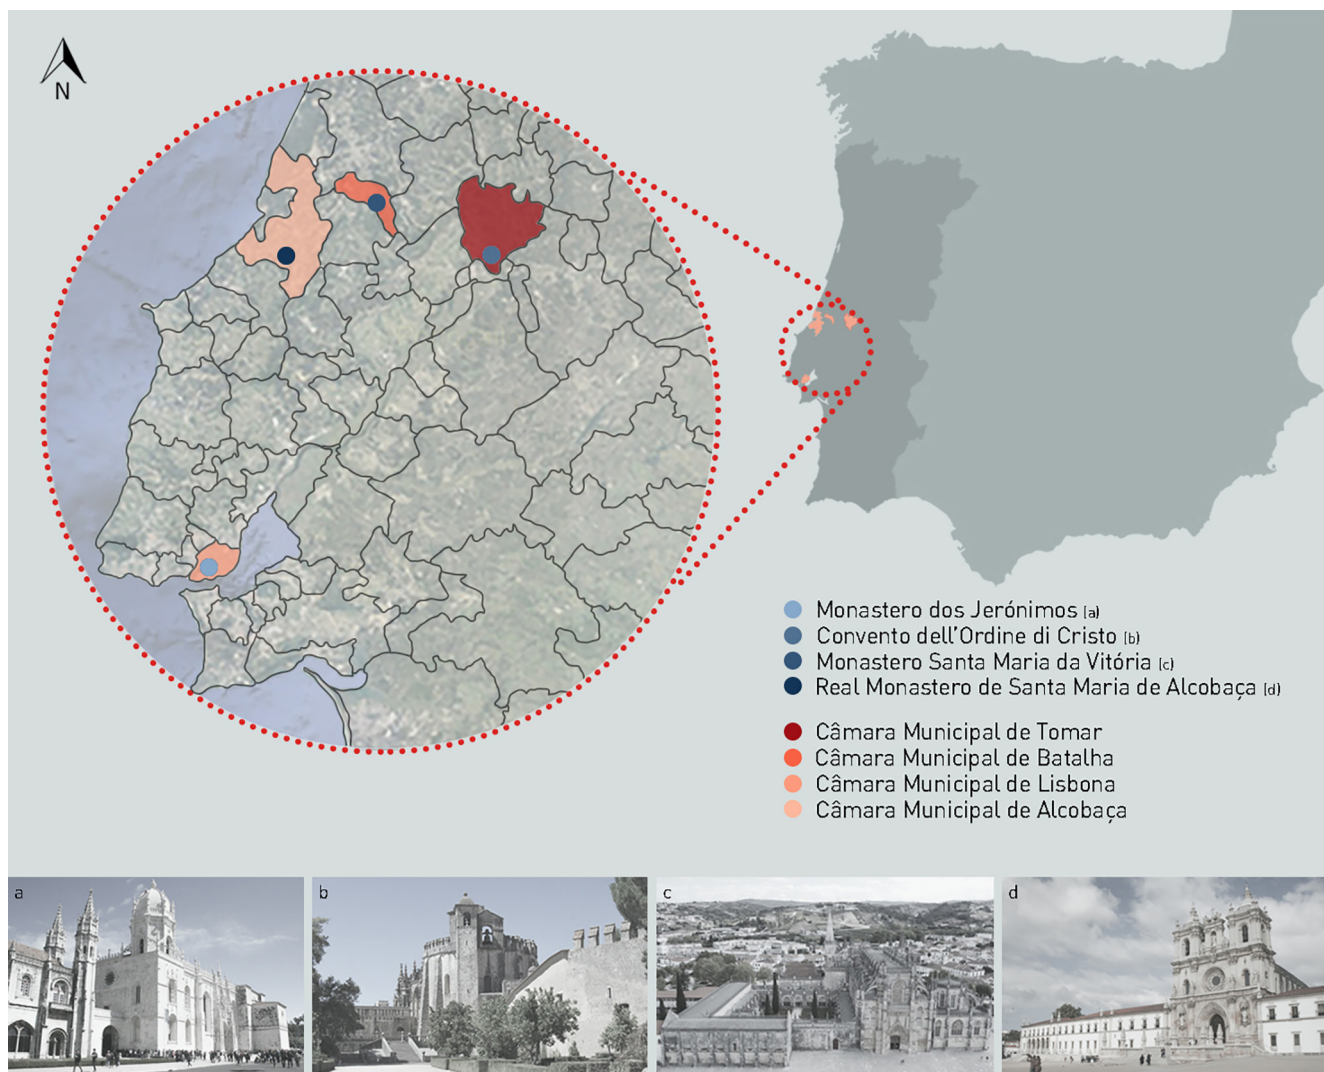 N
Monastero dos Jerónimos (a)
Convento dell'Ordine di Cristo (b)
Monastero Santa Maria da Vitória (c)
Real Monastero de Santa Maria de Alcobaça (d)
Câmara Municipal de Tomar
Câmara Municipal de Batalha
Câmara Municipal de Lisbona
Câmara Municipal de Alcobaça
a
b
c
d